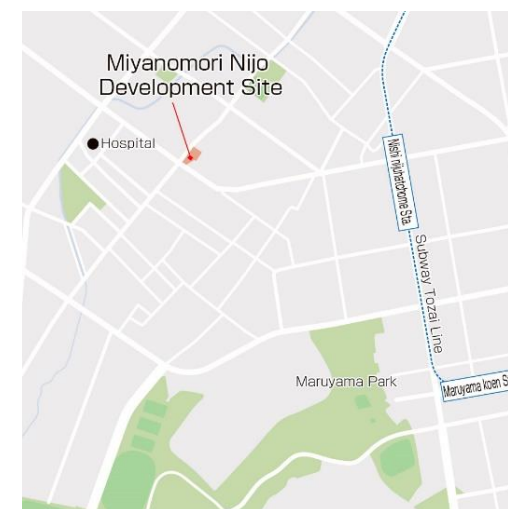 Miyanomori Nijo
Development Site
Hospital
Nishi nijuhatchome Sta
Subway Tozai Line
Maruyama Park
Maruyama koen S